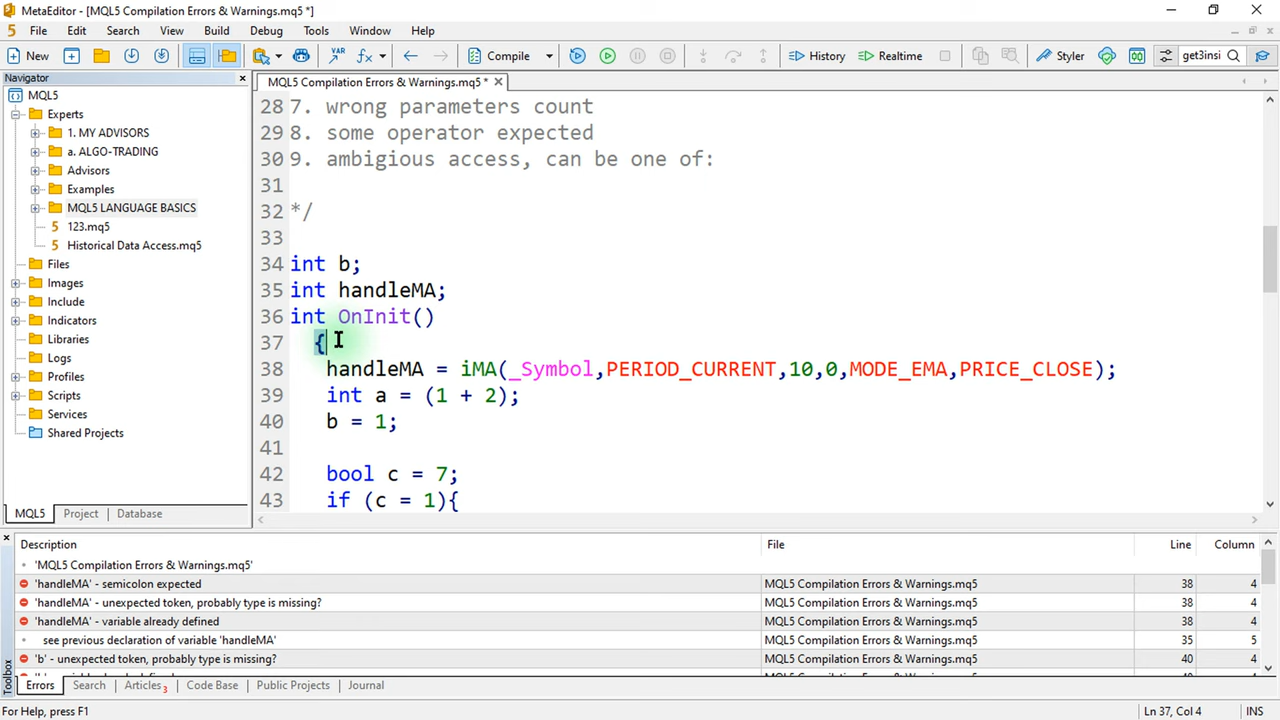 MetaEditor - [MQL5 Compilation Errors & Warnings.mq5 *]
5 File Edit Search View Build Debug Tools Window Help
New VAR fx Compile History Realtime Styler get3insi
Navigator
MQL5
Experts
1. MY ADVISORS
a. ALGO-TRADING
Advisors
Examples
MQL5 LANGUAGE BASICS
5 123.mq5
5 Historical Data Access.mq5
Files
Images
Include
Indicators
Libraries
Logs
Profiles
Scripts
Services
Shared Projects
MQL5 Project Database
MQL5 Compilation Errors & Warnings.mq5 *
28 7. wrong parameters count
29 8. some operator expected
30 9. ambigious access, can be one of:
31
32 */
33
34 int b;
35 int handleMA;
36 int OnInit()
37 {
38 handleMA = iMA(_Symbol,PERIOD_CURRENT,10,0,MODE_EMA,PRICE_CLOSE);
39 int a = (1 + 2);
40 b = 1;
41
42 bool c = 7;
43 if (c = 1){
Description File Line Column
'MQL5 Compilation Errors & Warnings.mq5'
'handleMA' - semicolon expected MQL5 Compilation Errors & Warnings.mq5 38 4
'handleMA' - unexpected token, probably type is missing? MQL5 Compilation Errors & Warnings.mq5 38 4
'handleMA' - variable already defined MQL5 Compilation Errors & Warnings.mq5 38 4
see previous declaration of variable 'handleMA' MQL5 Compilation Errors & Warnings.mq5 35 5
'b' - unexpected token, probably type is missing? MQL5 Compilation Errors & Warnings.mq5 40 4
Toolbox
Errors Search Articles 3 Code Base Public Projects Journal
For Help, press F1 Ln 37, Col 4 INS